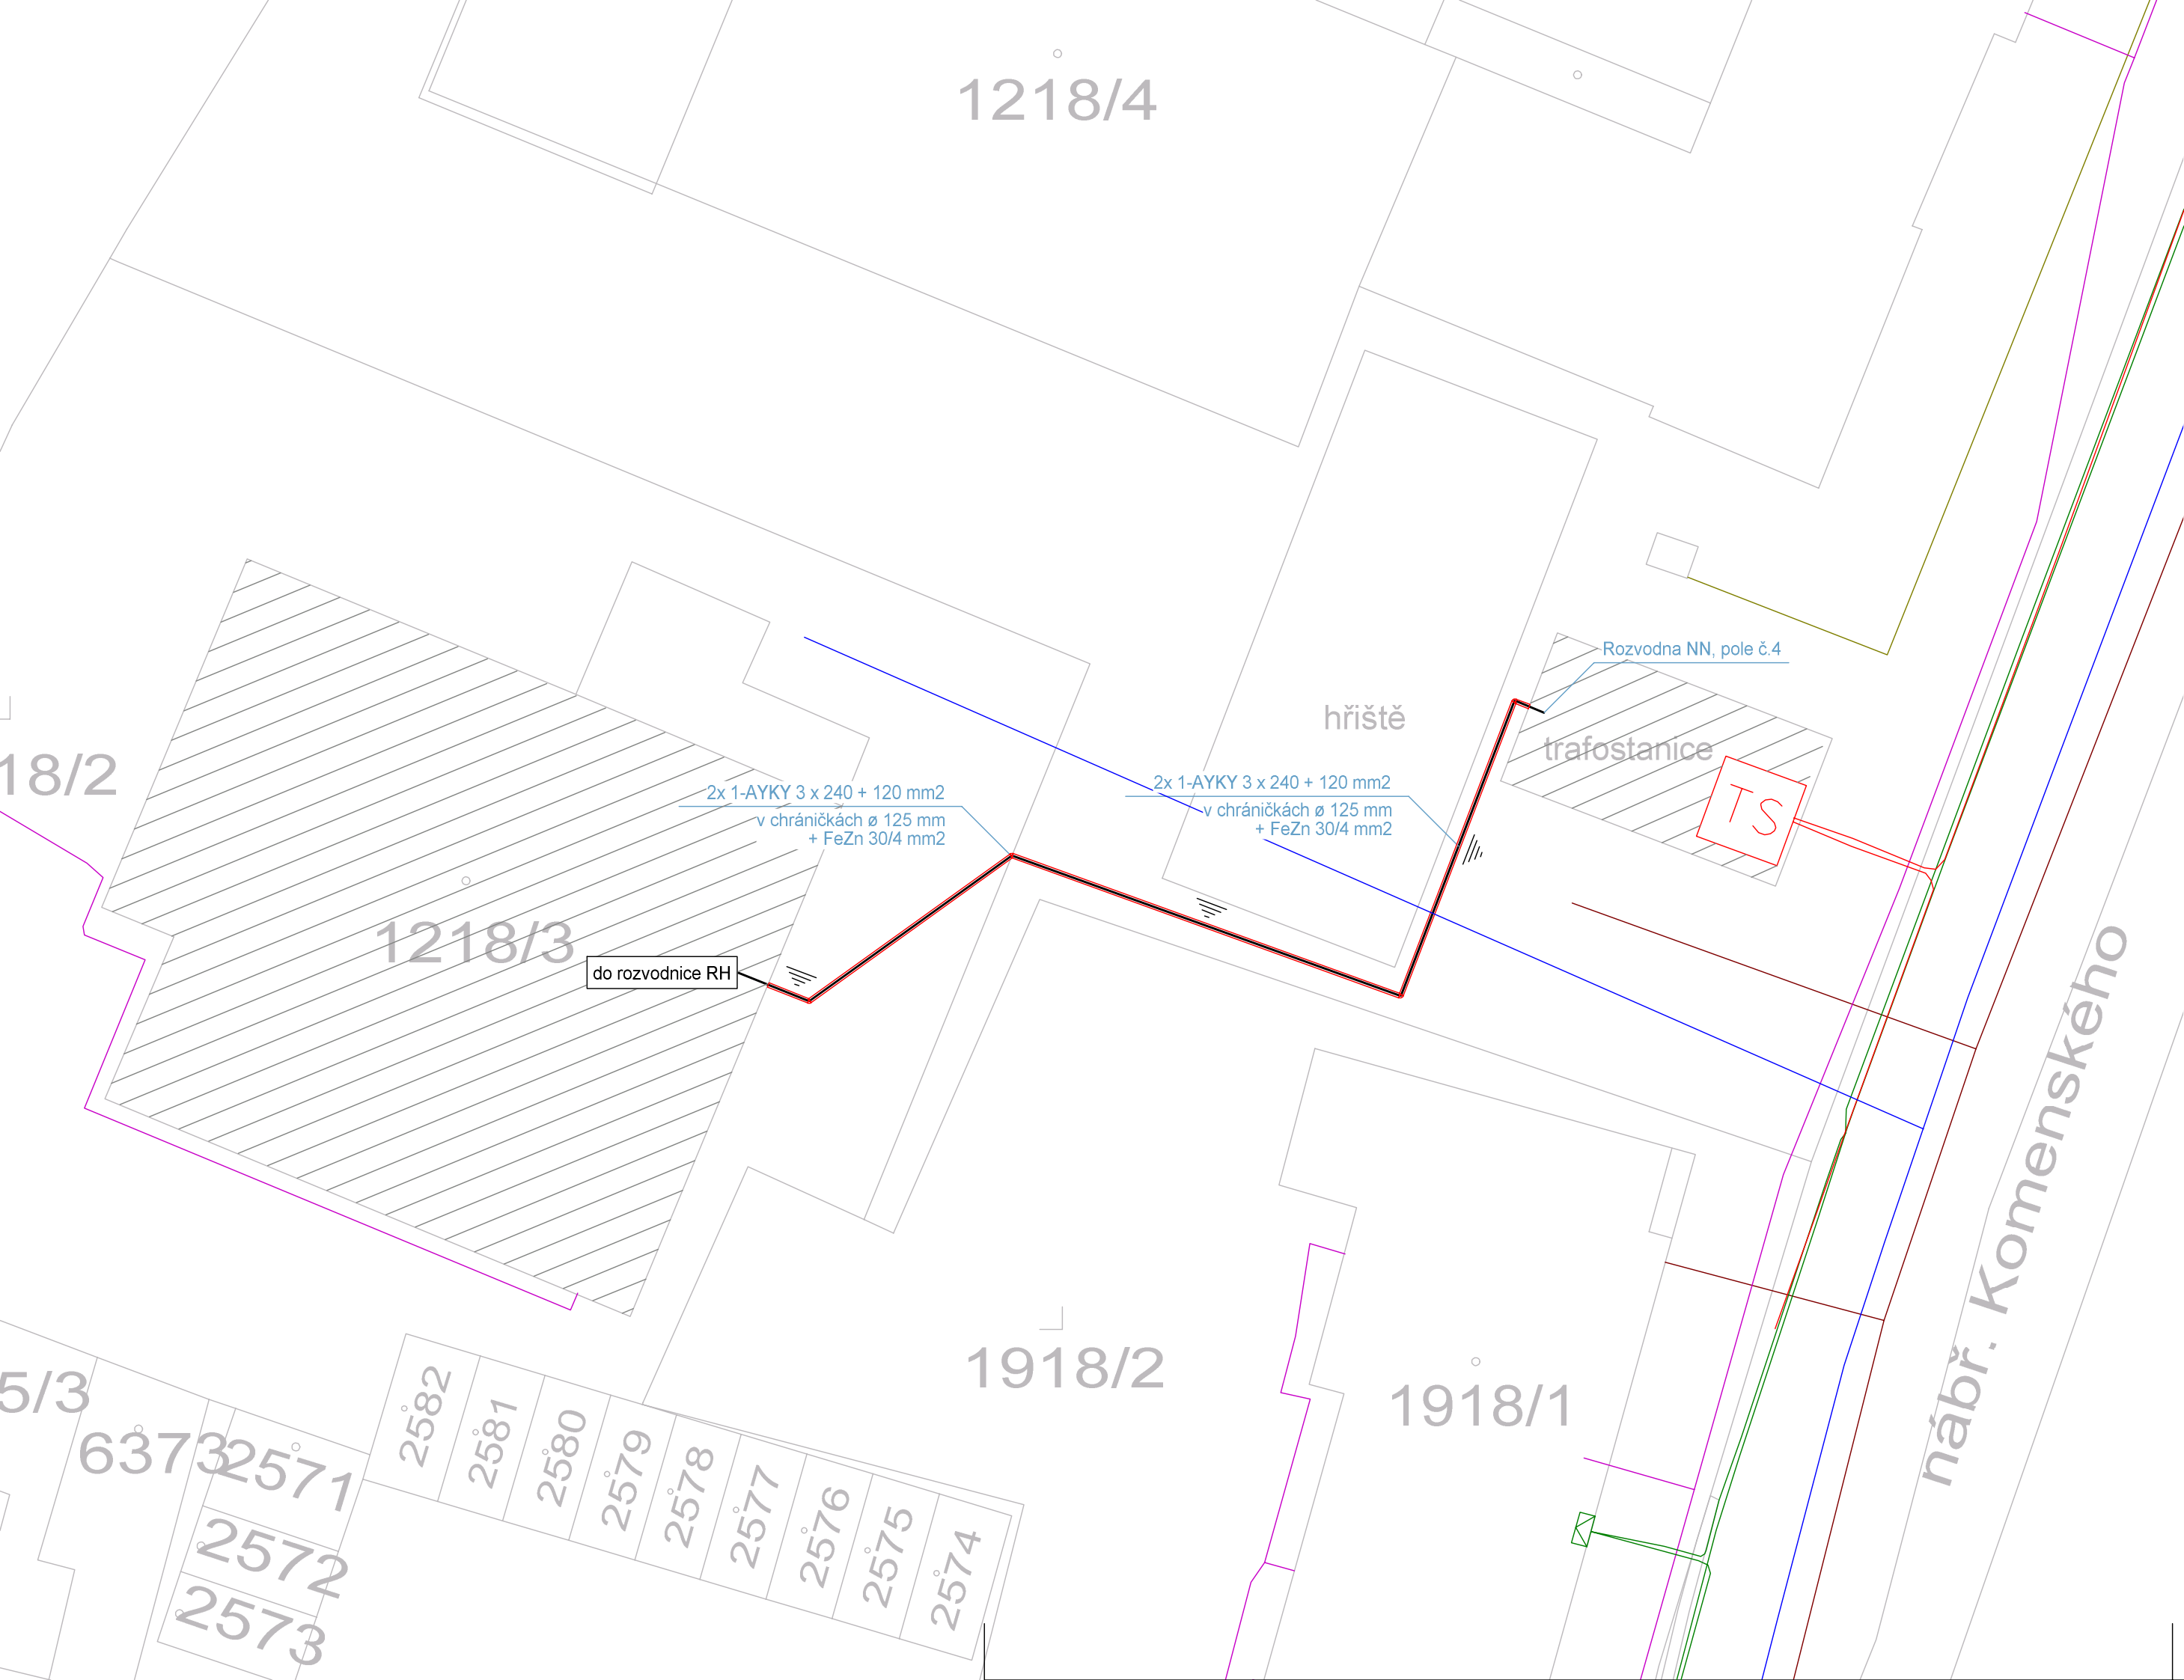 1218/4
Rozvodna NN, pole č.4
hřiště
trafostanice
18/2
2x 1-AYKY 3 x 240 + 120 mm2
v chráničkách ø 125 mm
+ FeZn 30/4 mm2
2x 1-AYKY 3 x 240 + 120 mm2
v chráničkách ø 125 mm
+ FeZn 30/4 mm2
TS
1218/3
do rozvodnice RH
nábř. Komenského
1918/2
1918/1
5/3
6373
2571
2572
2573
2582
2581
2580
2579
2578
2577
2576
2575
2574